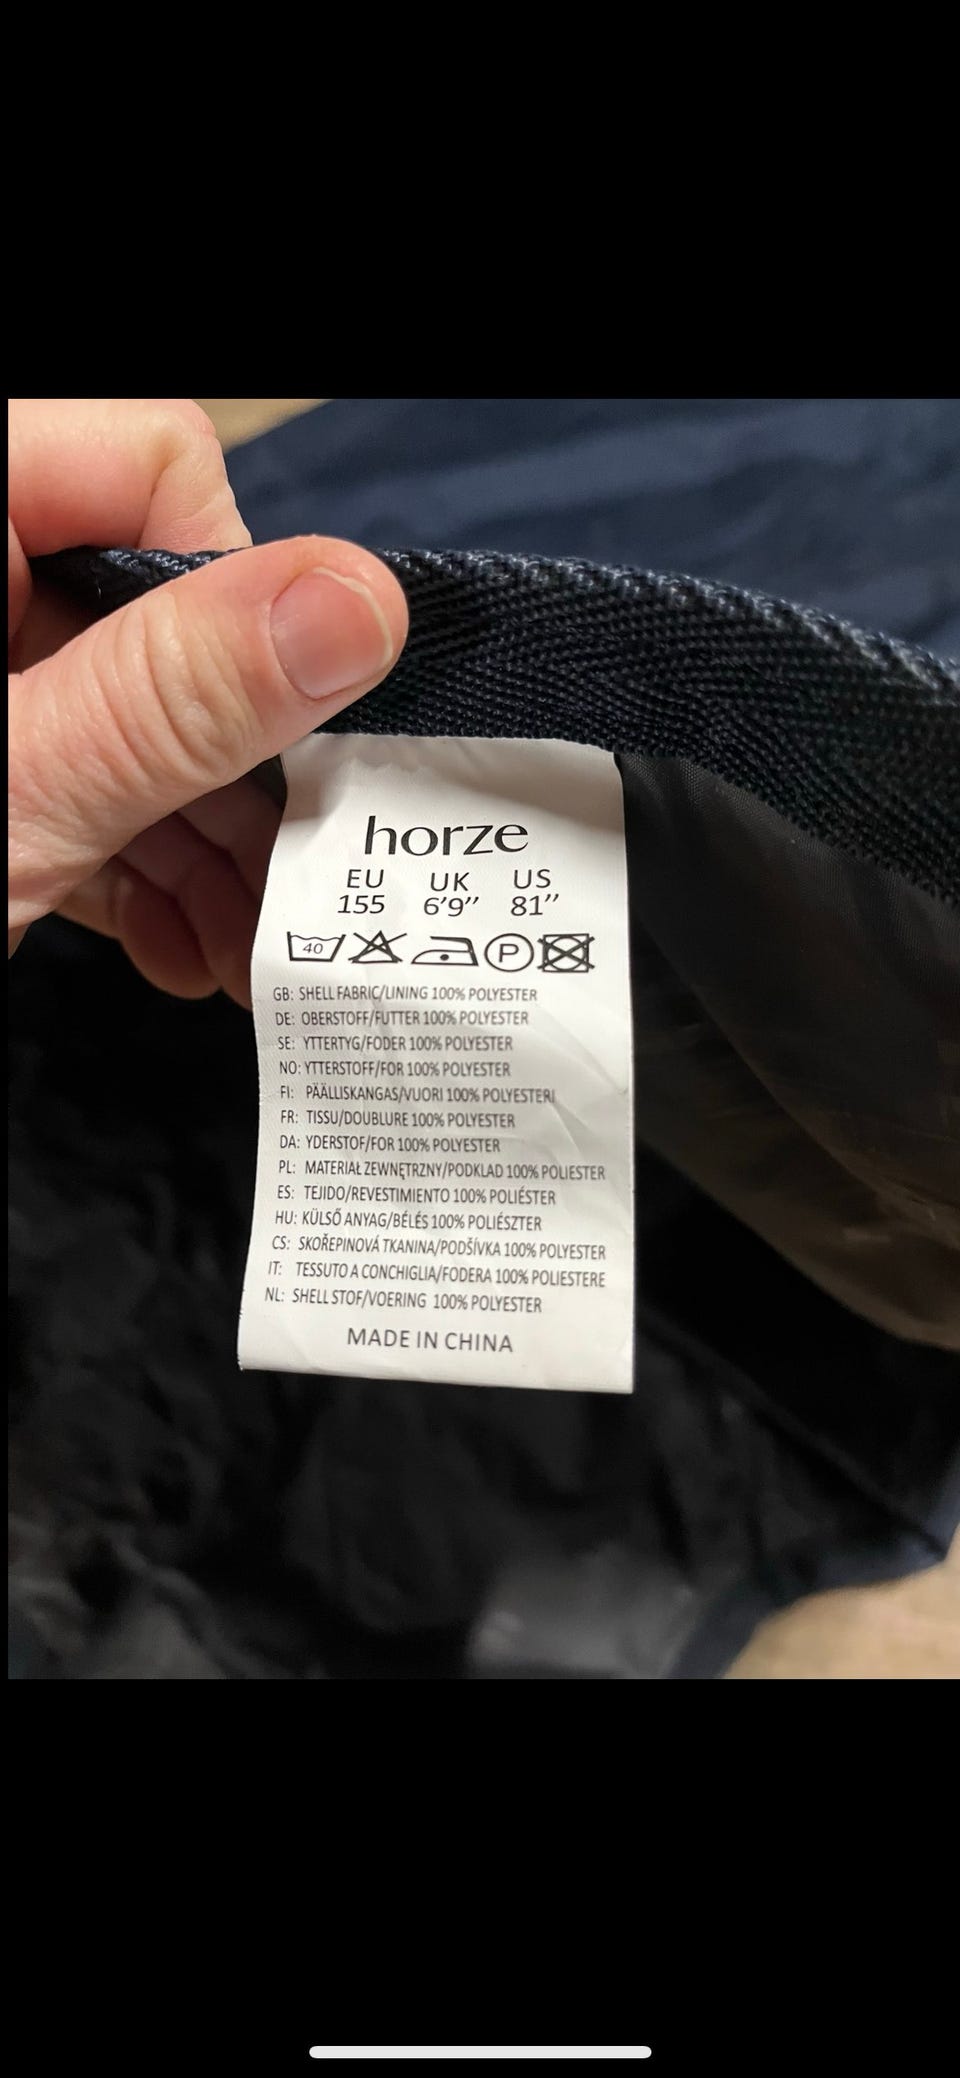 horze
EU UK US
155 6'9" 81"
40 P
GB: SHELL FABRIC/LINING 100% POLYESTER
DE: OBERSTOFF/FUTTER 100% POLYESTER
SE: YTTERTYG/FODER 100% POLYESTER
NO: YTTERSTOFF/FOR 100% POLYESTER
FI: PÄÄLLISKANGAS/VUORI 100% POLYESTERI
FR: TISSU/DOUBLURE 100% POLYESTER
DA: YDERSTOF/FOR 100% POLYESTER
PL: MATERIAŁ ZEWNĘTRZNY/PODKLAD 100% POLIESTER
ES: TEJIDO/REVESTIMIENTO 100% POLIÉSTER
HU: KÜLSŐ ANYAG/BÉLÉS 100% POLIÉSZTER
CS: SKOŘEPINOVÁ TKANINA/PODŠÍVKA 100% POLYESTER
IT: TESSUTO A CONCHIGLIA/FODERA 100% POLIESTERE
NL: SHELL STOF/VOERING 100% POLYESTER
MADE IN CHINA